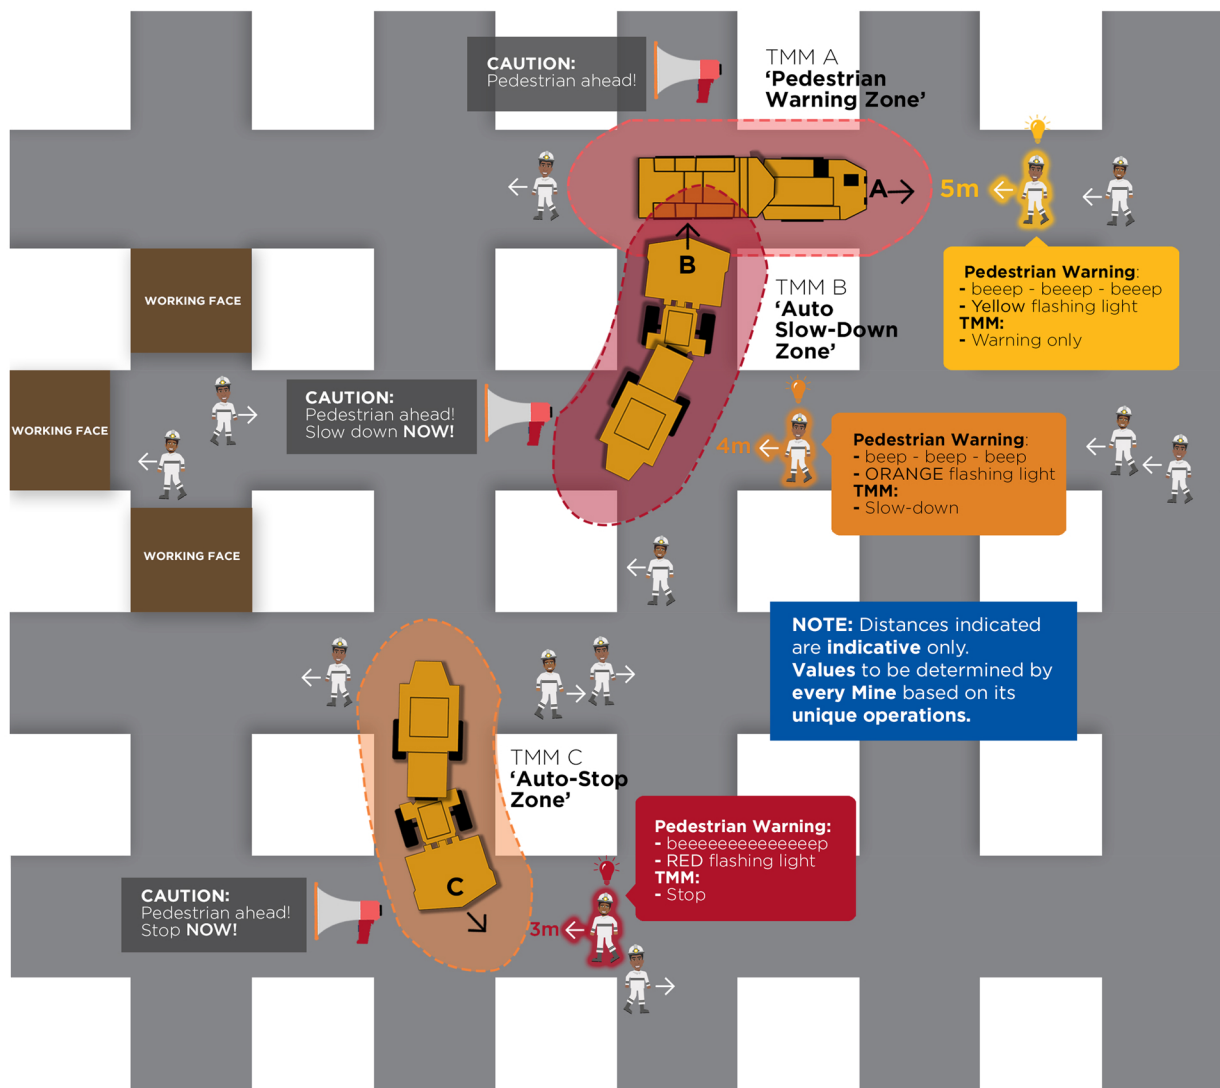 CAUTION:
Pedestrian ahead!
TMM A
‘Pedestrian
Warning Zone’
A
5m
Pedestrian Warning:
- beeep - beeep - beeep
- Yellow flashing light
TMM:
- Warning only
B
TMM B
‘Auto
Slow-Down
Zone’
WORKING FACE
WORKING FACE
WORKING FACE
CAUTION:
Pedestrian ahead!
Slow down NOW!
4m
Pedestrian Warning:
- beep - beep - beep
- ORANGE flashing light
TMM:
- Slow-down
NOTE: Distances indicated
are indicative only.
Values to be determined by
every Mine based on its
unique operations.
TMM C
‘Auto-Stop
Zone’
C
Pedestrian Warning:
- beeeeeeeeeeeeeep
- RED flashing light
TMM:
- Stop
CAUTION:
Pedestrian ahead!
Stop NOW!
3m